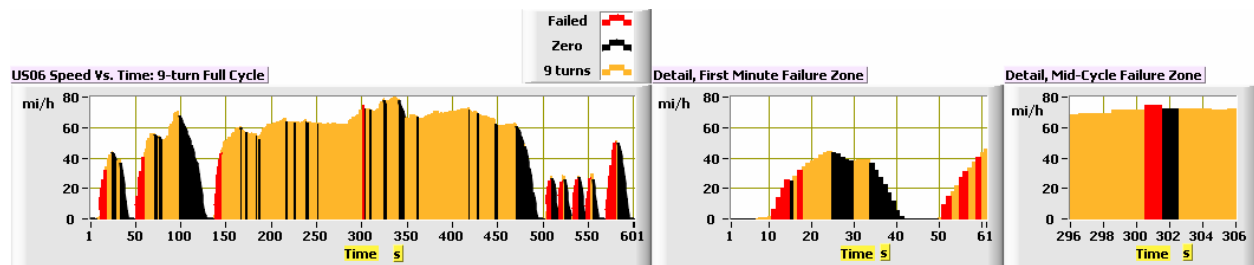 Failed
Zero
9 turns
US06 Speed Vs. Time: 9-turn Full Cycle
mi/h
80
60
40
20
0
1 50 100 150 200 250 300 350 400 450 500 550 601
Time s
Detail, First Minute Failure Zone
mi/h
80
60
40
20
0
1 10 20 30 40 50 61
Time s
Detail, Mid-Cycle Failure Zone
mi/h
80
60
40
20
0
296 298 300 302 304 306
Time s